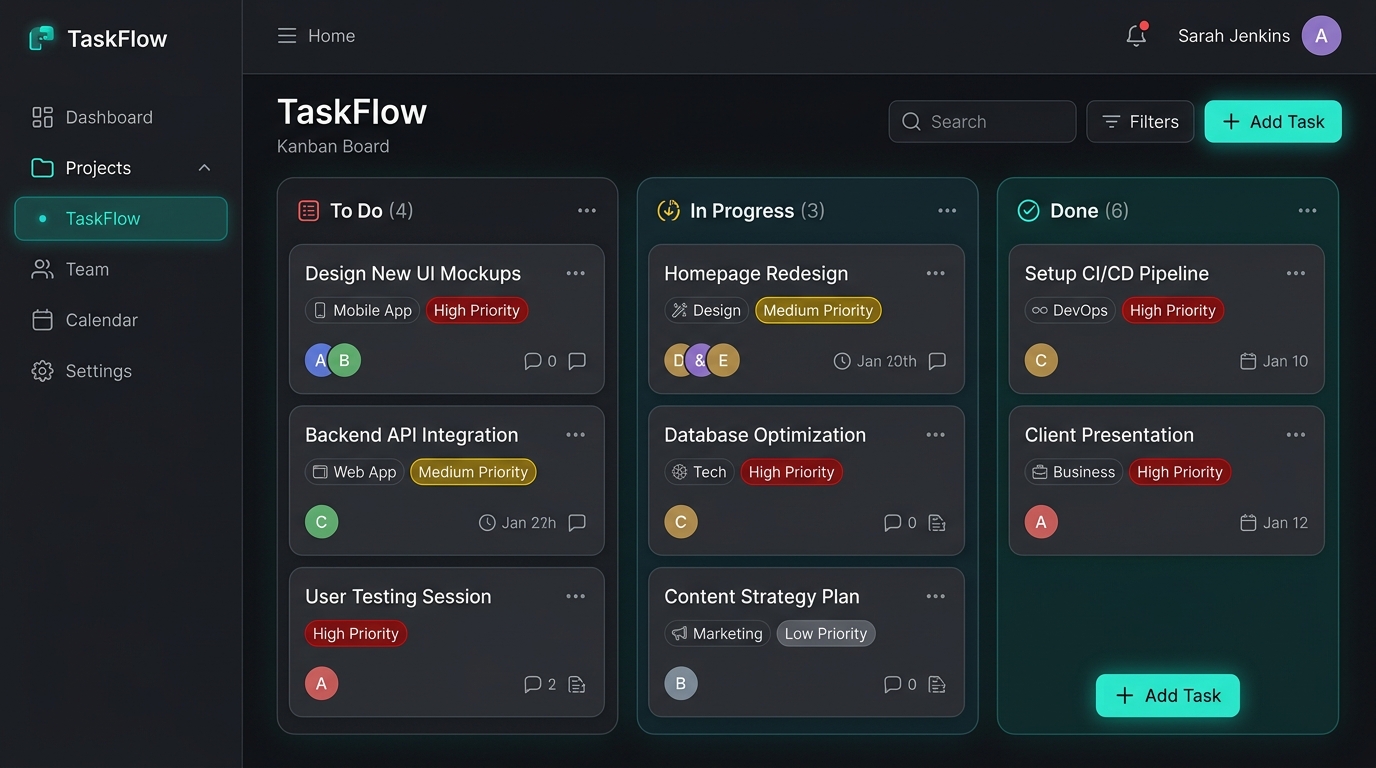 TaskFlow
Home
Sarah Jenkins
A
Dashboard
Projects
TaskFlow
Team
Calendar
Settings
TaskFlow
Kanban Board
Search
Filters
+ Add Task
To Do (4)
Design New UI Mockups
Mobile App High Priority
A B 0
Backend API Integration
Web App Medium Priority
C Jan
User Testing Session
High Priority
A 2
In Progress (3)
Homepage Redesign
Design Medium Priority
D & E Jan
Database Optimization
Tech High Priority
C 0
Content Strategy Plan
Marketing Low Priority
B 0
Done (6)
Setup CI/CD Pipeline
DevOps High Priority
C Jan 10
Client Presentation
Business High Priority
A Jan 12
+ Add Task